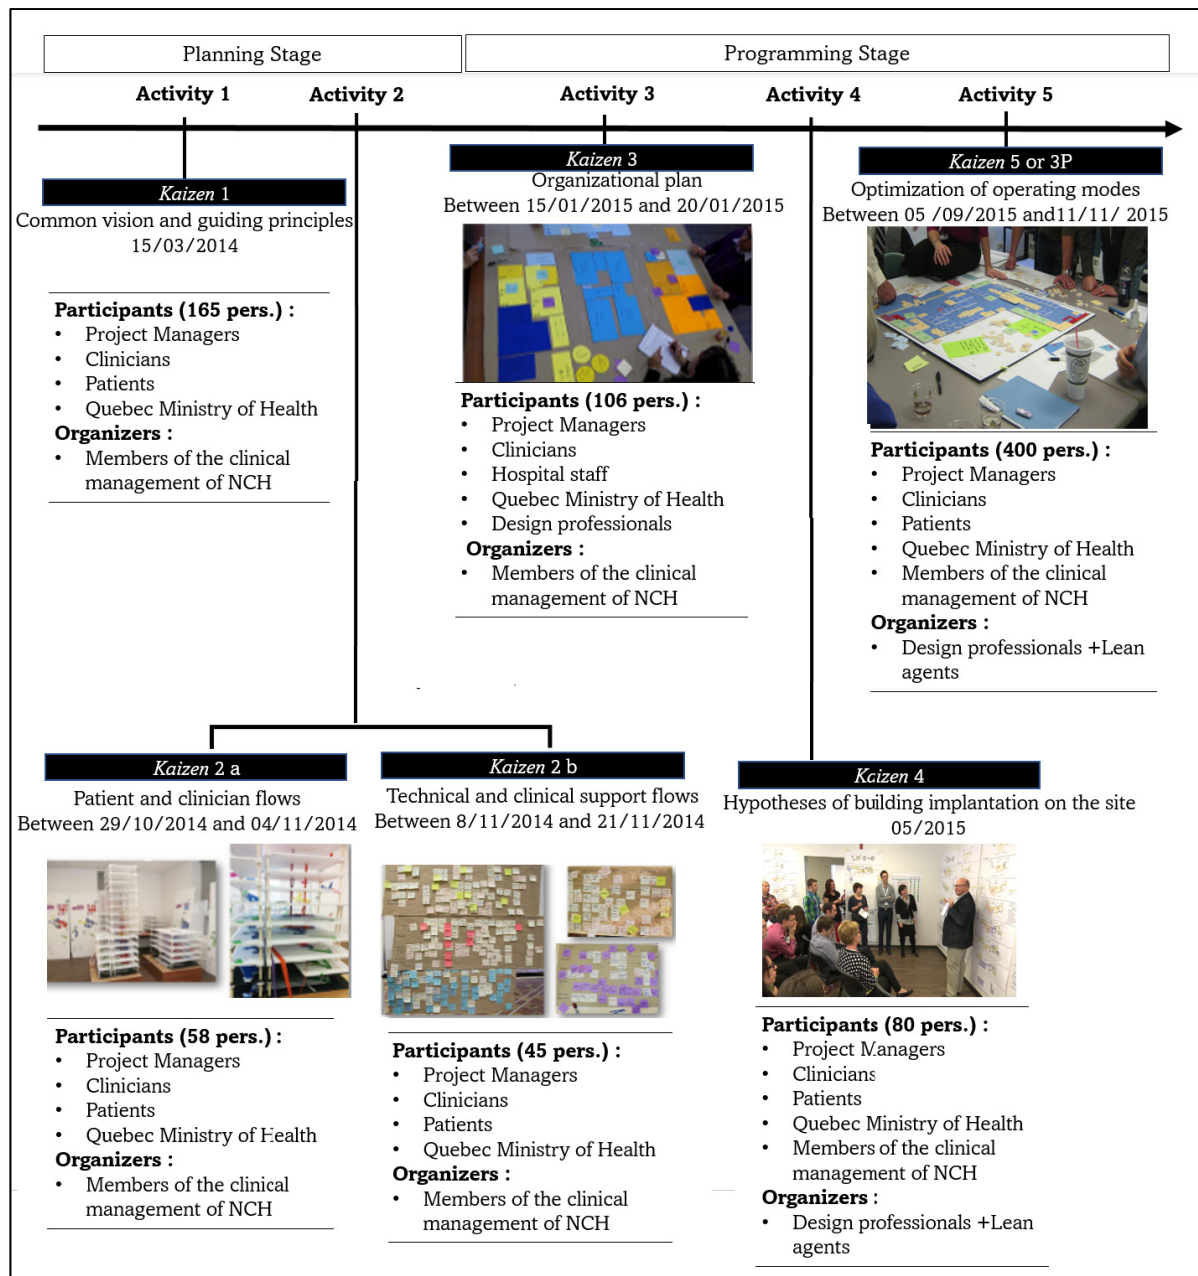 Planning Stage
Programming Stage
Activity 1
Activity 2
Activity 3
Activity 4
Activity 5
Kaizen 1
Common vision and guiding principles
15/03/2014
Participants (165 pers.) :
• Project Managers
• Clinicians
• Patients
• Quebec Ministry of Health
Organizers :
• Members of the clinical
management of NCH
Kaizen 3
Organizational plan
Between 15/01/2015 and 20/01/2015
Participants (106 pers.) :
• Project Managers
• Clinicians
• Hospital staff
• Quebec Ministry of Health
• Design professionals
Organizers :
• Members of the clinical
management of NCH
Kaizen 5 or 3P
Optimization of operating modes
Between 05 /09/2015 and11/11/ 2015
Participants (400 pers.) :
• Project Managers
• Clinicians
• Patients
• Quebec Ministry of Health
• Members of the clinical
management of NCH
Organizers :
• Design professionals +Lean
agents
Kaizen 2 a
Patient and clinician flows
Between 29/10/2014 and 04/11/2014
Participants (58 pers.) :
• Project Managers
• Clinicians
• Patients
• Quebec Ministry of Health
Organizers :
• Members of the clinical
management of NCH
Kaizen 2 b
Technical and clinical support flows
Between 8/11/2014 and 21/11/2014
Participants (45 pers.) :
• Project Managers
• Clinicians
• Patients
• Quebec Ministry of Health
Organizers :
• Members of the clinical
management of NCH
Kaizen 4
Hypotheses of building implantation on the site
05/2015
Participants (80 pers.) :
• Project Managers
• Clinicians
• Patients
• Quebec Ministry of Health
• Members of the clinical
management of NCH
Organizers :
• Design professionals +Lean
agents